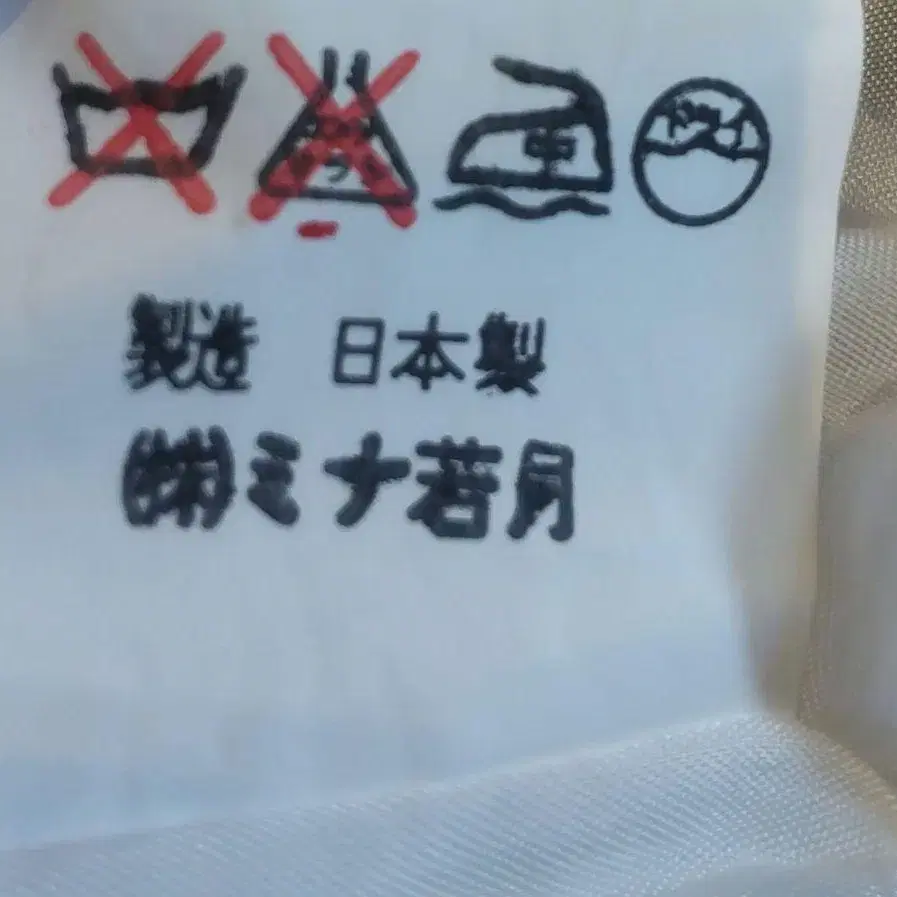 中 ドライ
製造 日本製
㈱ミナ若月